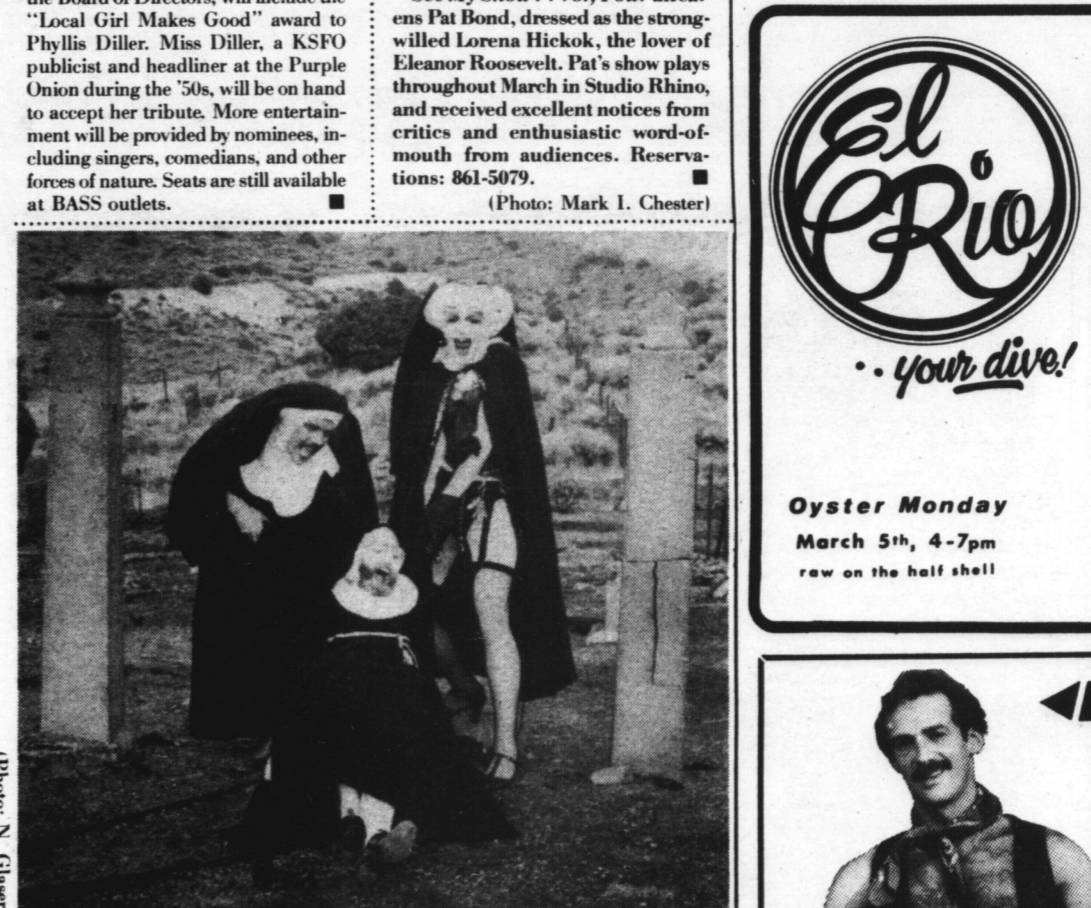 the Board of Directors, will include the
"Local Girl Makes Good" award to
Phyllis Diller. Miss Diller, a KSFO
publicist and headliner at the Purple
Onion during the '50s, will be on hand
to accept her tribute. More entertain-
ment will be provided by nominees, in-
cluding singers, comedians, and other
forces of nature. Seats are still available
at BASS outlets. ■
ens Pat Bond, dressed as the strong-
willed Lorena Hickok, the lover of
Eleanor Roosevelt. Pat's show plays
throughout March in Studio Rhino,
and received excellent notices from
critics and enthusiastic word-of-
mouth from audiences. Reserva-
tions: 861-5079. ■
(Photo: Mark I. Chester)
(Photo: N. Glaser
El
Rio
..your dive!
Oyster Monday
March 5th, 4-7pm
raw on the half shell